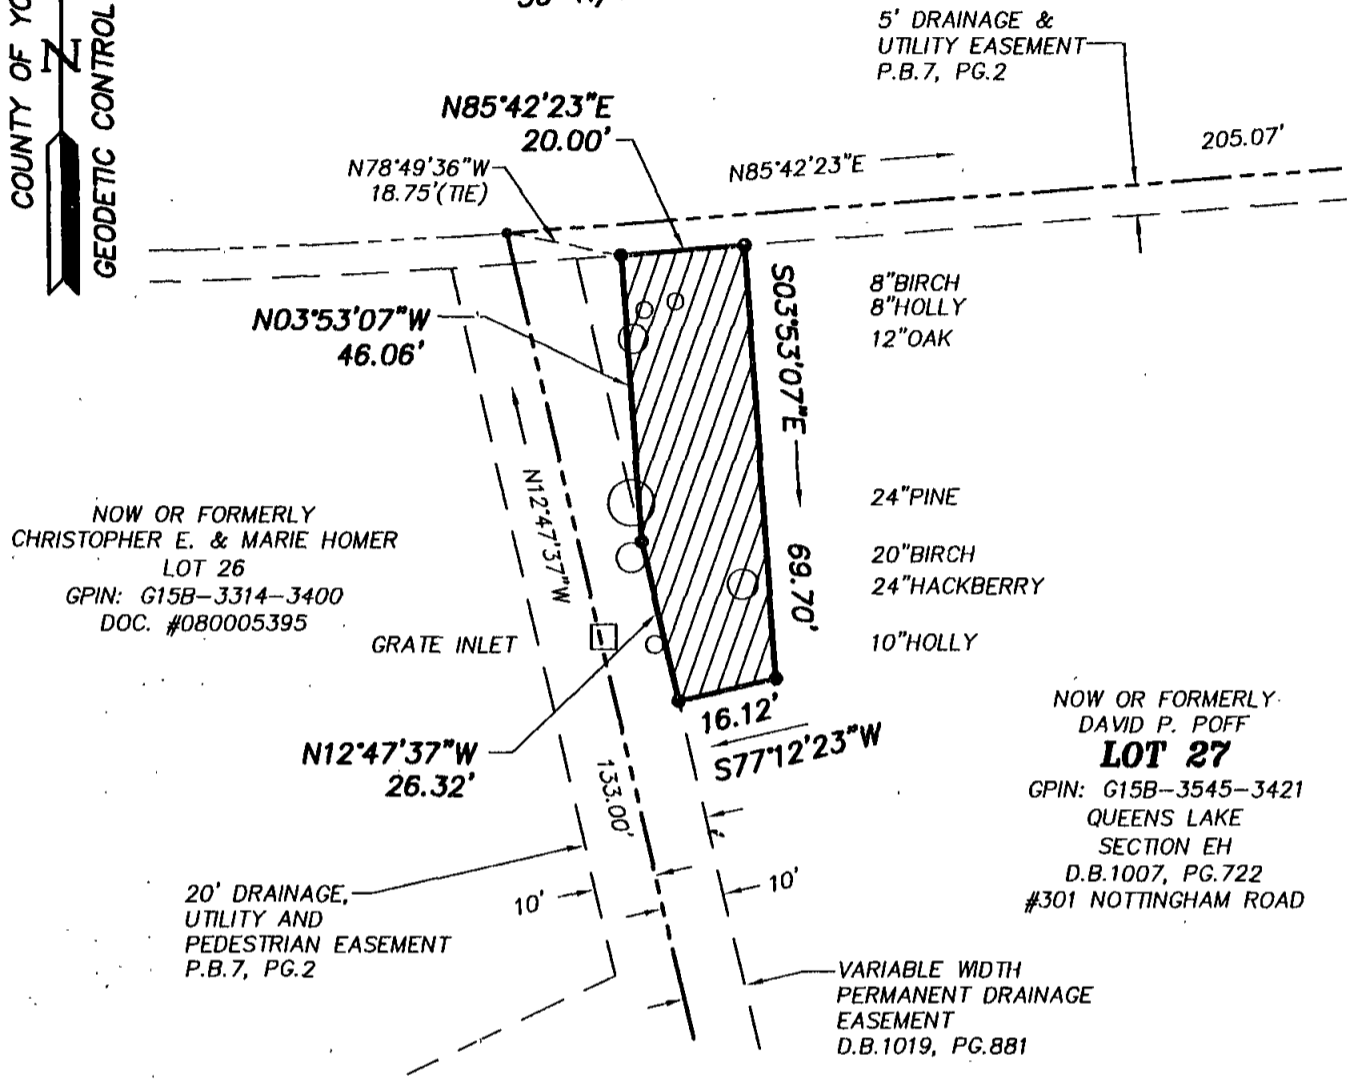 COUNTY OF YO
N
GEODETIC CONTROL
5' DRAINAGE &
UTILITY EASEMENT
P.B.7, PG.2
N85°42'23"E
20.00'
N78°49'36"W
18.75'(TIE)
N85°42'23"E
205.07'
N03°53'07"W
46.06'
S03°53'07"E
69.70'
8"BIRCH
8"HOLLY
12"OAK
24"PINE
20"BIRCH
24"HACKBERRY
10"HOLLY
N12°47'37"W
133.00'
NOW OR FORMERLY
CHRISTOPHER E. & MARIE HOMER
LOT 26
GPIN: G15B-3314-3400
DOC. #080005395
GRATE INLET
N12°47'37"W
26.32'
16.12'
S77°12'23"W
NOW OR FORMERLY
DAVID P. POFF
LOT 27
GPIN: G15B-3545-3421
QUEENS LAKE
SECTION EH
D.B.1007, PG.722
#301 NOTTINGHAM ROAD
20' DRAINAGE,
UTILITY AND
PEDESTRIAN EASEMENT
P.B.7, PG.2
10'
10'
VARIABLE WIDTH
PERMANENT DRAINAGE
EASEMENT
D.B.1019, PG.881